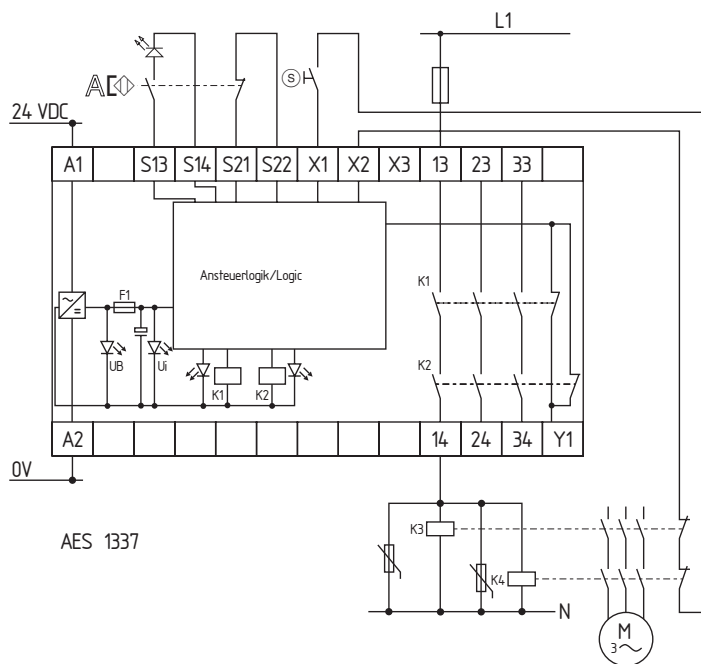 L1
S
24 VDC
A1 S13 S14 S21 S22 X1 X2 X3 13 23 33
Ansteuerlogik/Logic
K1
F1
UB Ui
K1 K2
K2
A2 14 24 34 Y1
0V
K3
AES 1337
K4
N
M
3~